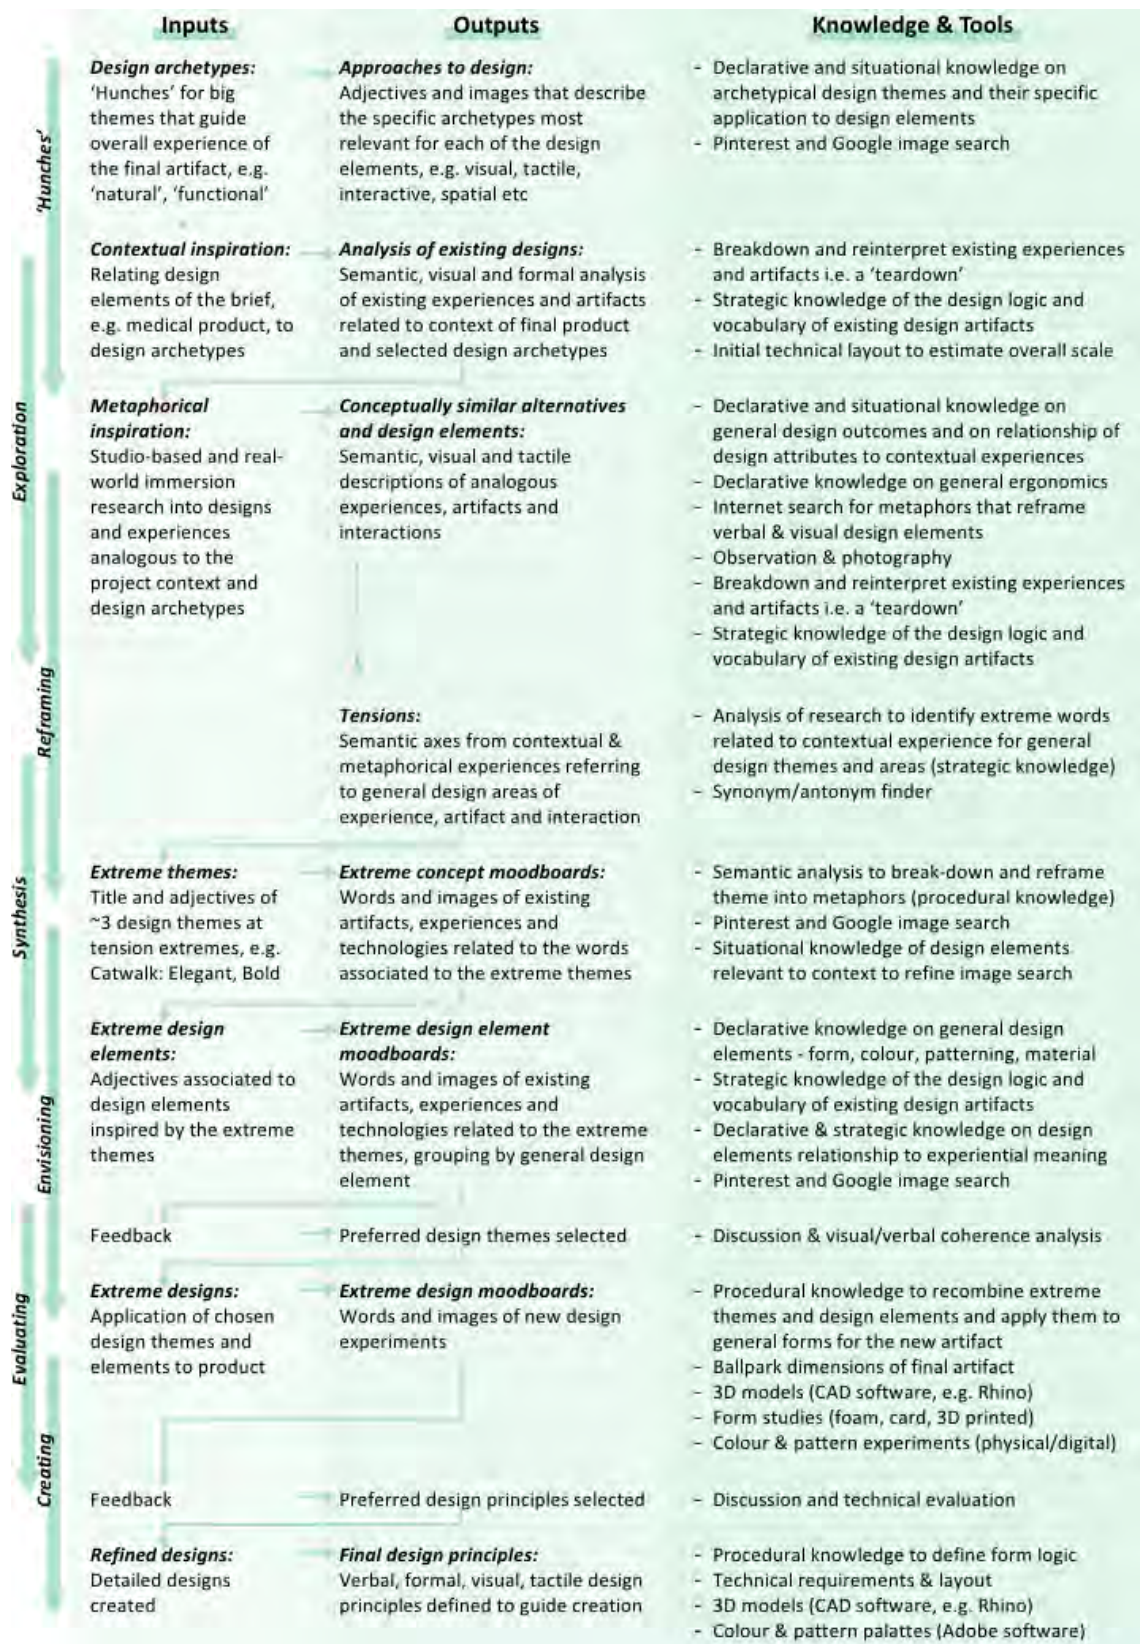 Inputs
Outputs
Knowledge & Tools
'Hunches'
Exploration
Reframing
Synthesis
Envisioning
Evaluating
Creating
Design archetypes:
'Hunches' for big
themes that guide
overall experience of
the final artifact, e.g.
'natural', 'functional'
Approaches to design:
Adjectives and images that describe
the specific archetypes most
relevant for each of the design
elements, e.g. visual, tactile,
interactive, spatial etc
- Declarative and situational knowledge on
archetypical design themes and their specific
application to design elements
- Pinterest and Google image search
Contextual inspiration:
Relating design
elements of the brief,
e.g. medical product, to
design archetypes
Analysis of existing designs:
Semantic, visual and formal analysis
of existing experiences and artifacts
related to context of final product
and selected design archetypes
- Breakdown and reinterpret existing experiences
and artifacts i.e. a 'teardown'
- Strategic knowledge of the design logic and
vocabulary of existing design artifacts
- Initial technical layout to estimate overall scale
Metaphorical
inspiration:
Studio-based and real-
world immersion
research into designs
and experiences
analogous to the
project context and
design archetypes
Conceptually similar alternatives
and design elements:
Semantic, visual and tactile
descriptions of analogous
experiences, artifacts and
interactions
- Declarative and situational knowledge on
general design outcomes and on relationship of
design attributes to contextual experiences
- Declarative knowledge on general ergonomics
- Internet search for metaphors that reframe
verbal & visual design elements
- Observation & photography
- Breakdown and reinterpret existing experiences
and artifacts i.e. a 'teardown'
- Strategic knowledge of the design logic and
vocabulary of existing design artifacts
Tensions:
Semantic axes from contextual &
metaphorical experiences referring
to general design areas of
experience, artifact and interaction
- Analysis of research to identify extreme words
related to contextual experience for general
design themes and areas (strategic knowledge)
- Synonym/antonym finder
Extreme themes:
Title and adjectives of
~3 design themes at
tension extremes, e.g.
Catwalk: Elegant, Bold
Extreme concept moodboards:
Words and images of existing
artifacts, experiences and
technologies related to the words
associated to the extreme themes
- Semantic analysis to break-down and reframe
theme into metaphors (procedural knowledge)
- Pinterest and Google image search
- Situational knowledge of design elements
relevant to context to refine image search
Extreme design
elements:
Adjectives associated to
design elements
inspired by the extreme
themes
Extreme design element
moodboards:
Words and images of existing
artifacts, experiences and
technologies related to the extreme
themes, grouping by general design
element
- Declarative knowledge on general design
elements - form, colour, patterning, material
- Strategic knowledge of the design logic and
vocabulary of existing design artifacts
- Declarative & strategic knowledge on design
elements relationship to experiential meaning
- Pinterest and Google image search
Feedback
Preferred design themes selected
- Discussion & visual/verbal coherence analysis
Extreme designs:
Application of chosen
design themes and
elements to product
Extreme design moodboards:
Words and images of new design
experiments
- Procedural knowledge to recombine extreme
themes and design elements and apply them to
general forms for the new artifact
- Ballpark dimensions of final artifact
- 3D models (CAD software, e.g. Rhino)
- Form studies (foam, card, 3D printed)
- Colour & pattern experiments (physical/digital)
Feedback
Preferred design principles selected
- Discussion and technical evaluation
Refined designs:
Detailed designs
created
Final design principles:
Verbal, formal, visual, tactile design
principles defined to guide creation
- Procedural knowledge to define form logic
- Technical requirements & layout
- 3D models (CAD software, e.g. Rhino)
- Colour & pattern palattes (Adobe software)